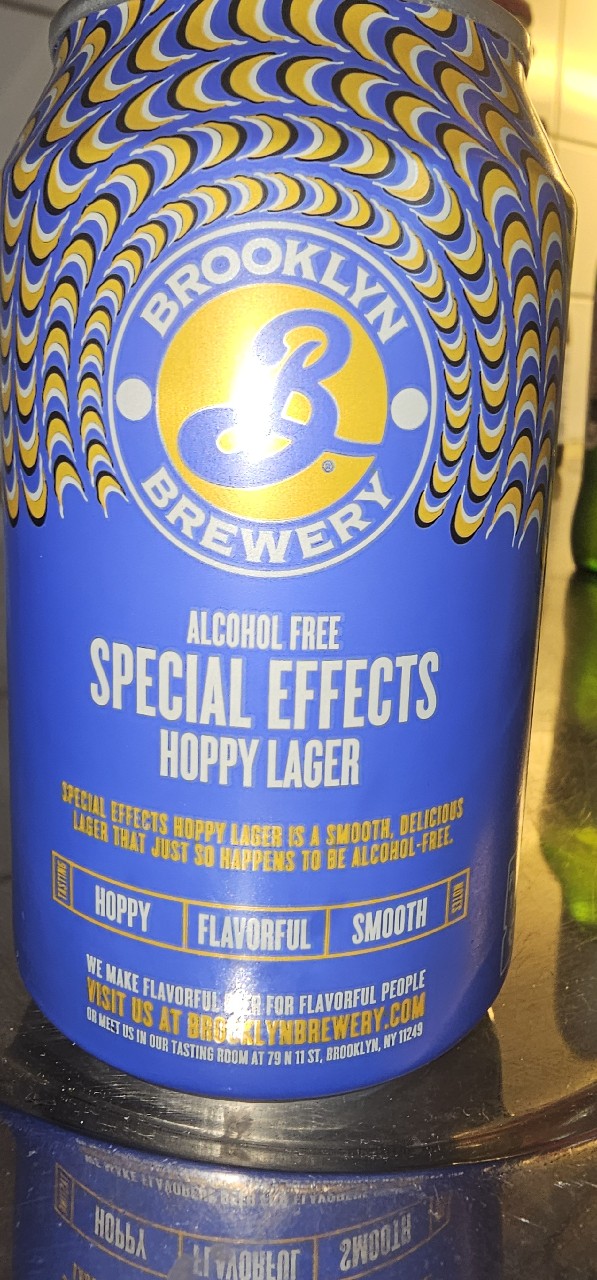 BROOKLYN
B®
BREWERY
ALCOHOL FREE
SPECIAL EFFECTS
HOPPY LAGER
SPECIAL EFFECTS HOPPY LAGER IS A SMOOTH, DELICIOUS
LAGER THAT JUST SO HAPPENS TO BE ALCOHOL-FREE.
TASTING HOPPY FLAVORFUL SMOOTH NOTES
WE MAKE FLAVORFUL BEER FOR FLAVORFUL PEOPLE
VISIT US AT BROOKLYNBREWERY.COM
OR MEET US IN OUR TASTING ROOM AT 79 N 11 ST, BROOKLYN, NY 11249